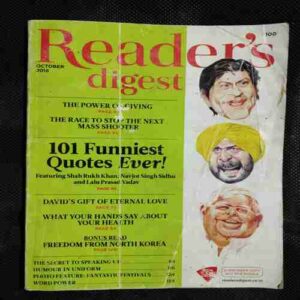 Reader's
digest
OCTOBER
2016
100
THE POWER OF GIVING
THE RACE TO STOP THE NEXT
MASS SHOOTER
101 Funniest
Quotes Ever!
Featuring Shah Rukh Khan, Navjot Singh Sidhu
and Lalu Prasad Yadav
DAVID'S GIFT OF ETERNAL LOVE
WHAT YOUR HANDS SAY ABOUT
YOUR HEALTH
BONUS READ
FREEDOM FROM NORTH KOREA
THE SECRET TO SPEAKING UP
HUMOUR IN UNIFORM
PHOTO FEATURE: FANTASTIC FESTIVALS
WORD POWER